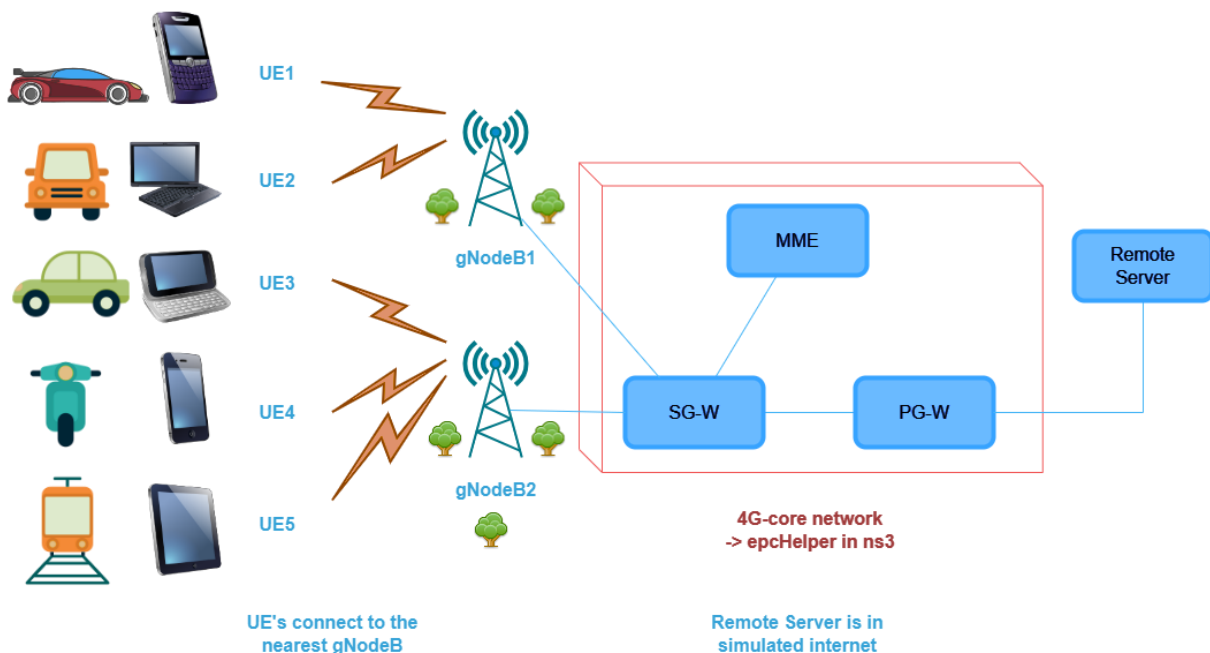 UE1
UE2
gNodeB1
MME
Remote
Server
UE3
UE4
SG-W
PG-W
gNodeB2
UE5
4G-core network
-> epcHelper in ns3
UE's connect to the
nearest gNodeB
Remote Server is in
simulated internet